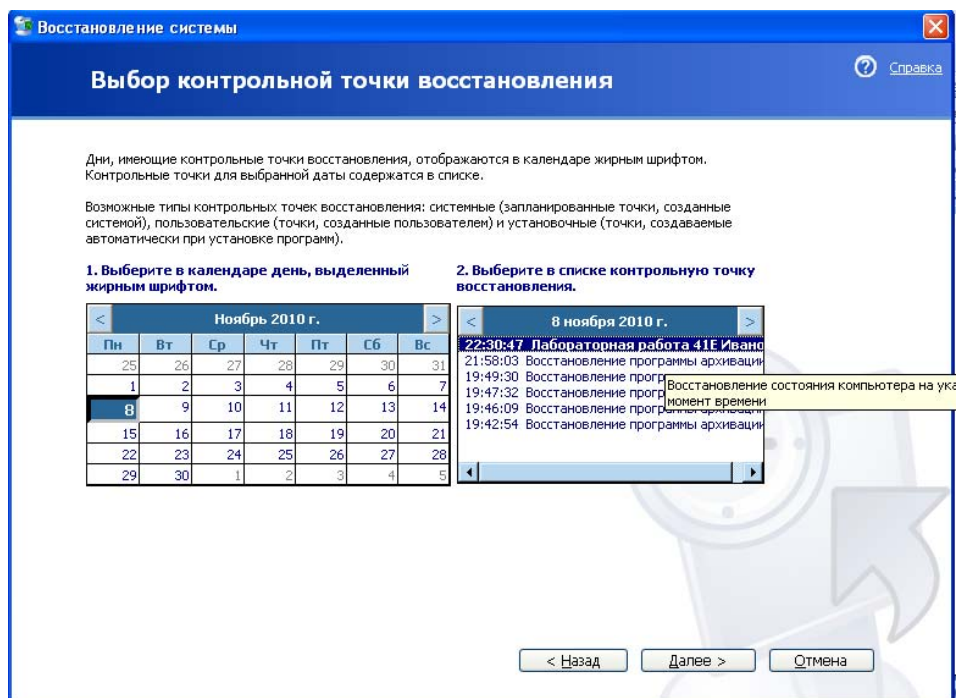 Восстановление системы
Выбор контрольной точки восстановления
Справка
Дни, имеющие контрольные точки восстановления, отображаются в календаре жирным шрифтом.
Контрольные точки для выбранной даты содержатся в списке.
Возможные типы контрольных точек восстановления: системные (запланированные точки, созданные
системой), пользовательские (точки, созданные пользователем) и установочные (точки, создаваемые
автоматически при установке программ).
1. Выберите в календаре день, выделенный
жирным шрифтом.
< Ноябрь 2010 г. >
Пн Вт Ср Чт Пт Сб Вс
25 26 27 28 29 30 31
1 2 3 4 5 6 7
8 9 10 11 12 13 14
15 16 17 18 19 20 21
22 23 24 25 26 27 28
29 30 1 2 3 4 5
2. Выберите в списке контрольную точку
восстановления.
< 8 ноября 2010 г. >
22:30:47 Лабораторная работа 41Е Ивано
21:58:03 Восстановление программы архивации
19:49:30 Восстановление прогр
19:47:32 Восстановление прогр
19:46:09 Восстановление программы архивации
19:42:54 Восстановление программы архивации
Восстановление состояния компьютера на ука
момент времени
< Назад
Далее >
Отмена